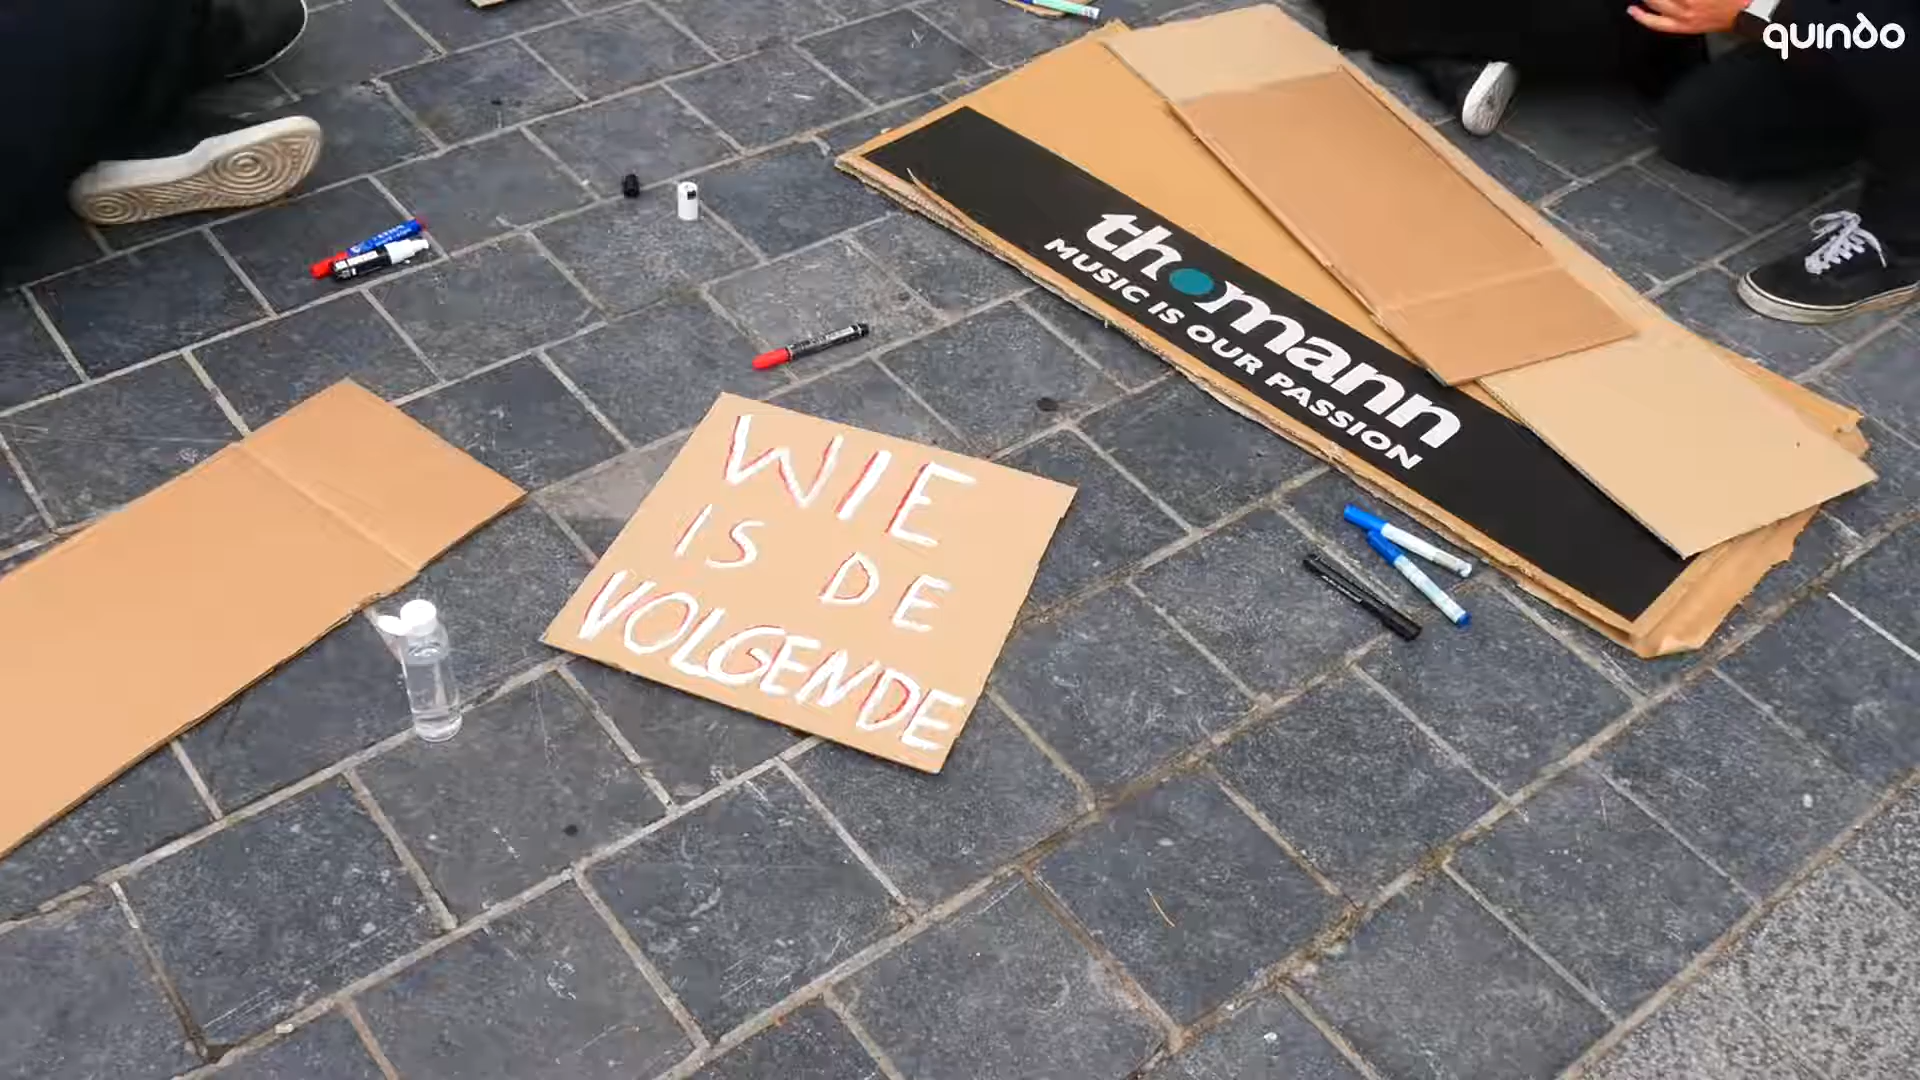 quindo
thomann
MUSIC IS OUR PASSION
WIE
IS DE
VOLGENDE